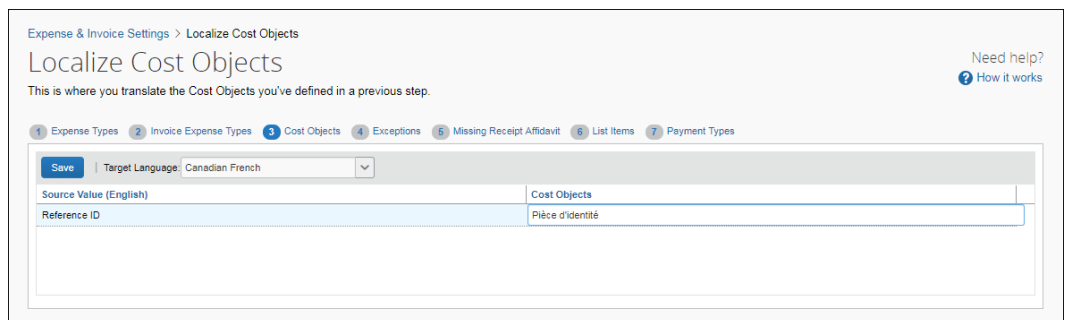 Expense & Invoice Settings > Localize Cost Objects
Localize Cost Objects
Need help?
? How it works
This is where you translate the Cost Objects you've defined in a previous step.
1 Expense Types 2 Invoice Expense Types 3 Cost Objects 4 Exceptions 5 Missing Receipt Affidavit 6 List Items 7 Payment Types
Save | Target Language: Canadian French
Source Value (English) Cost Objects
Reference ID Pièce d'identité